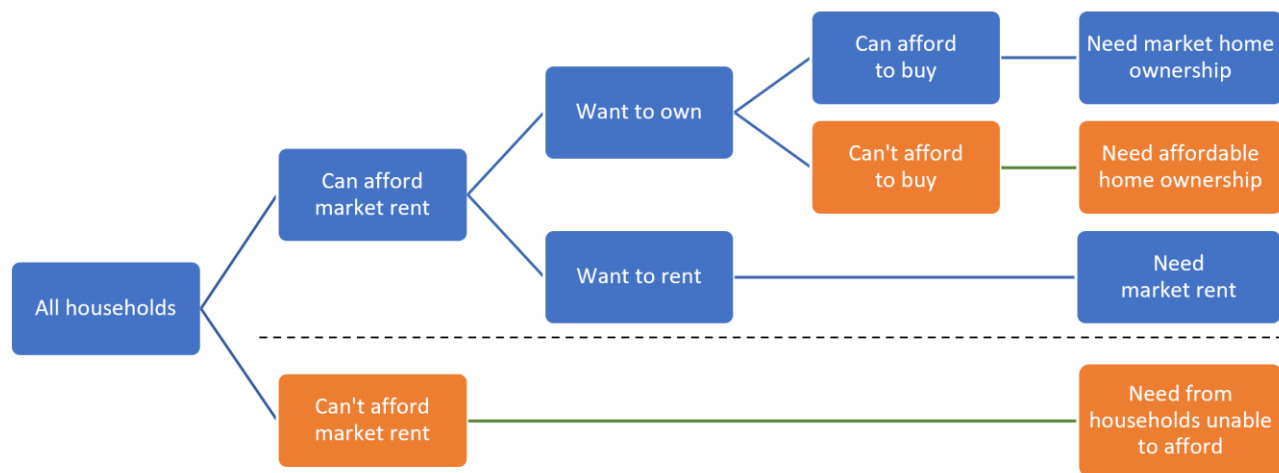 Can afford
to buy
Need market home
ownership
Want to own
Can't afford
to buy
Need affordable
home ownership
Can afford
market rent
Want to rent
Need
market rent
All households
Can't afford
market rent
Need from
households unable
to afford